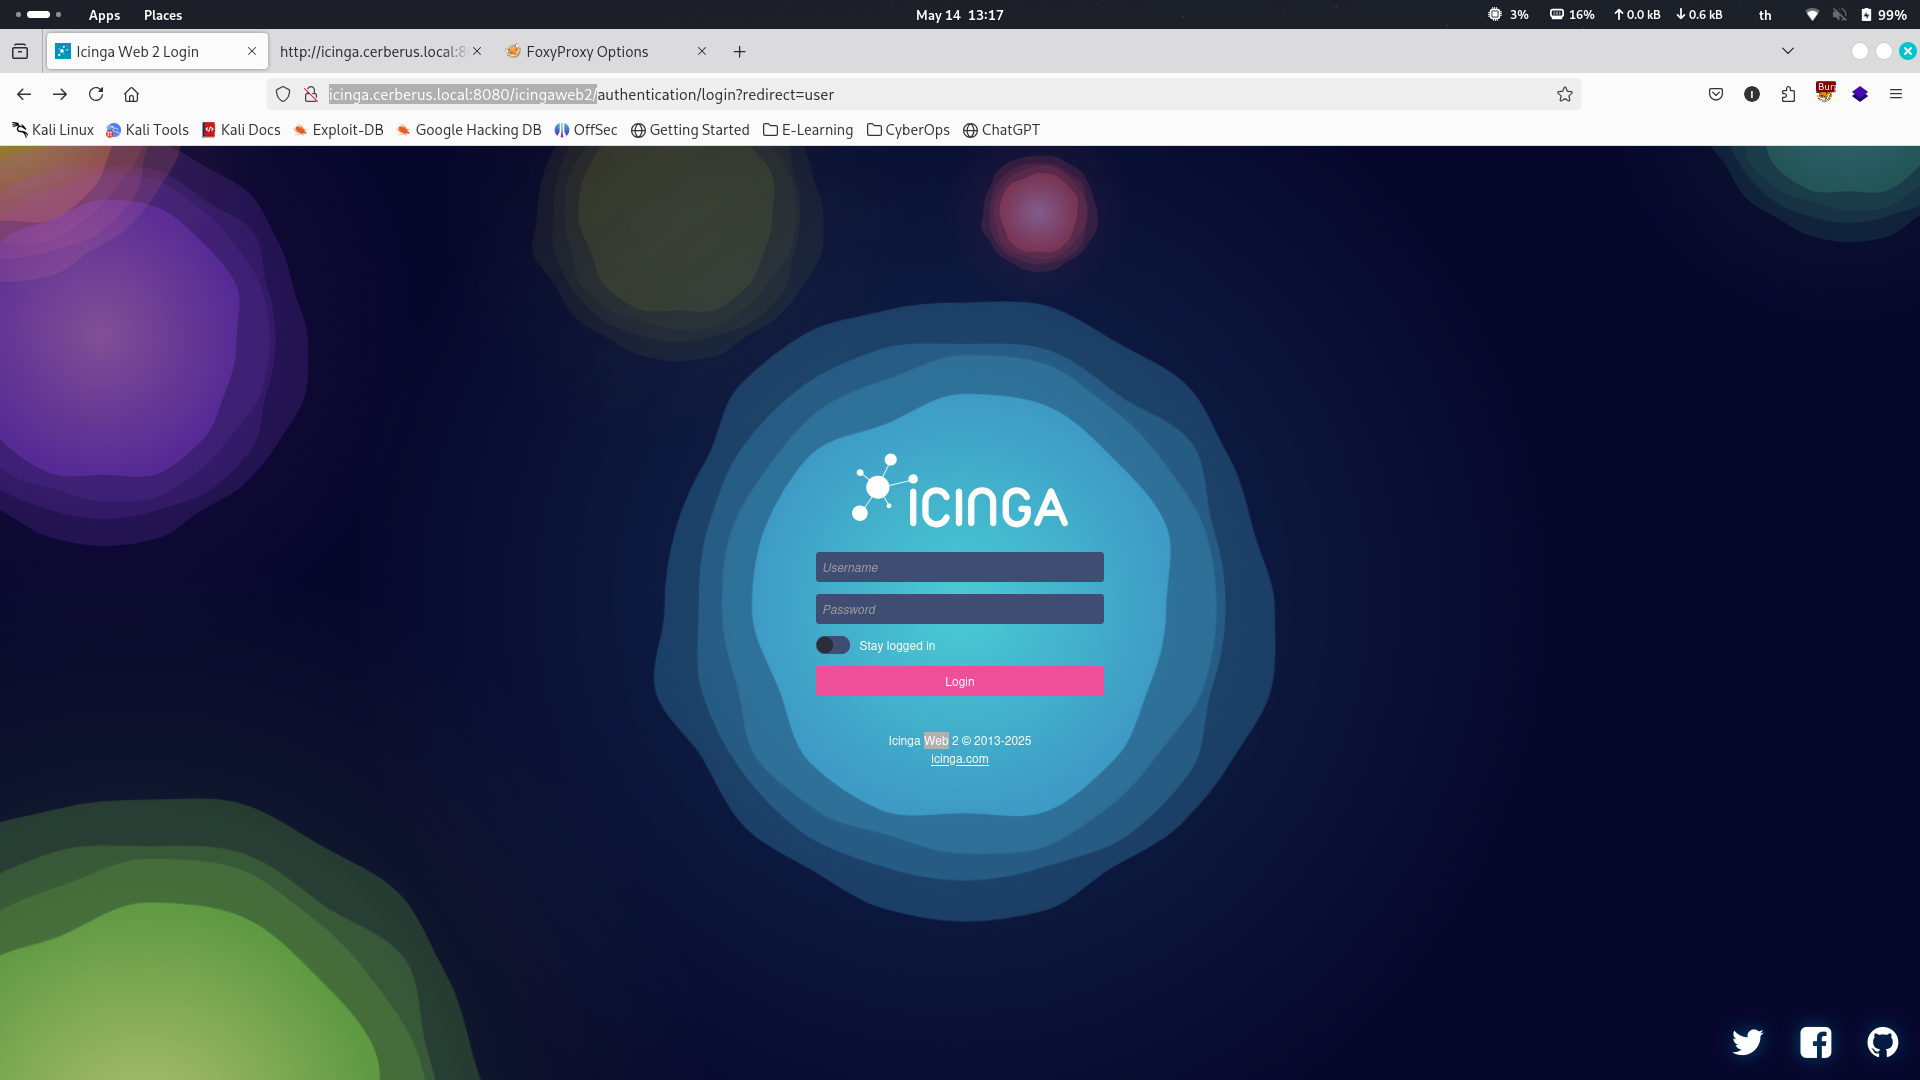 Apps Places May 14 13:17 3% 16% 0.0 kB 0.6 kB th 99%
Icinga Web 2 Login http://icinga.cerberus.local:8 FoxyProxy Options
icinga.cerberus.local:8080/icingaweb2/authentication/login?redirect=user
Kali Linux Kali Tools Kali Docs Exploit-DB Google Hacking DB OffSec Getting Started E-Learning CyberOps ChatGPT
ICINGA
Username
Password
Stay logged in
Login
Icinga Web 2 © 2013-2025
icinga.com